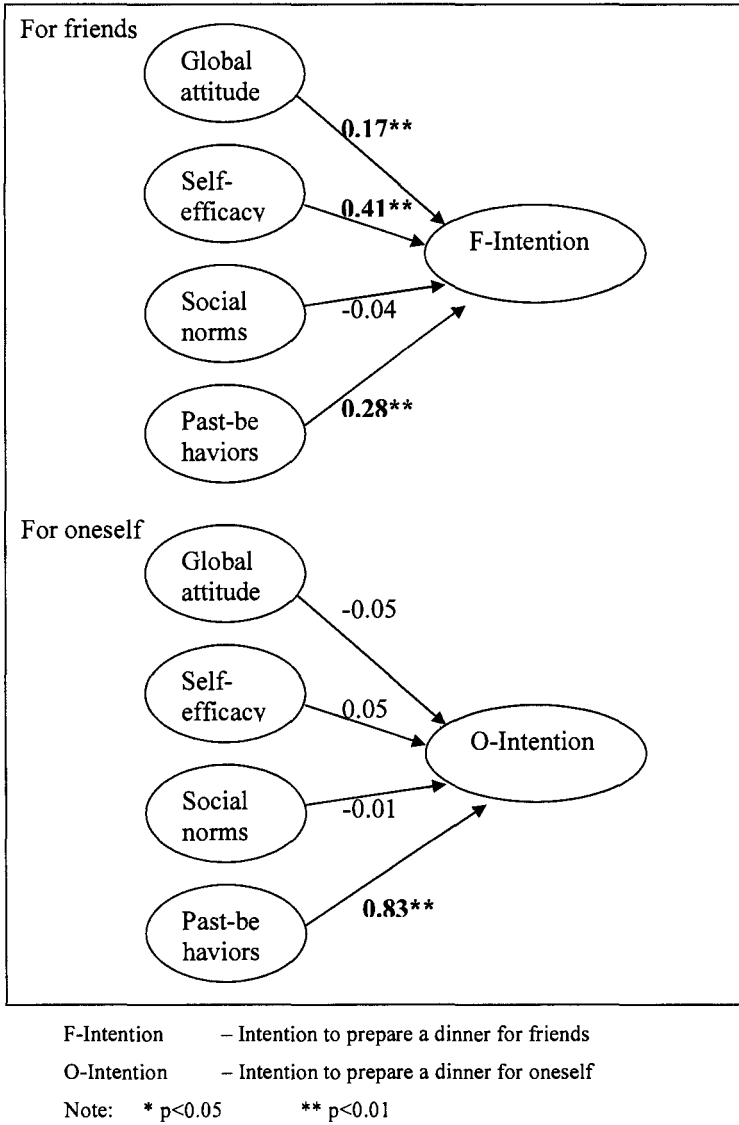 For friends
Global
attitude
0.17**
Self-
efficacy
0.41**
F-Intention
Social
norms
-0.04
Past-be
haviors
0.28**
For oneself
Global
attitude
-0.05
Self-
efficacy
0.05
O-Intention
Social
norms
-0.01
Past-be
haviors
0.83**
F-Intention – Intention to prepare a dinner for friends
O-Intention – Intention to prepare a dinner for oneself
Note: * p<0.05 ** p<0.01